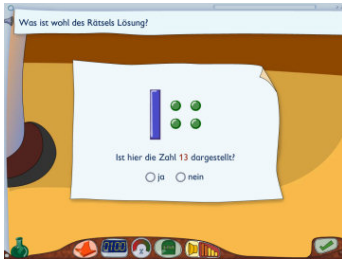 Was ist wohl des Rätsels Lösung?
Ist hier die Zahl 13 dargestellt?
ja nein